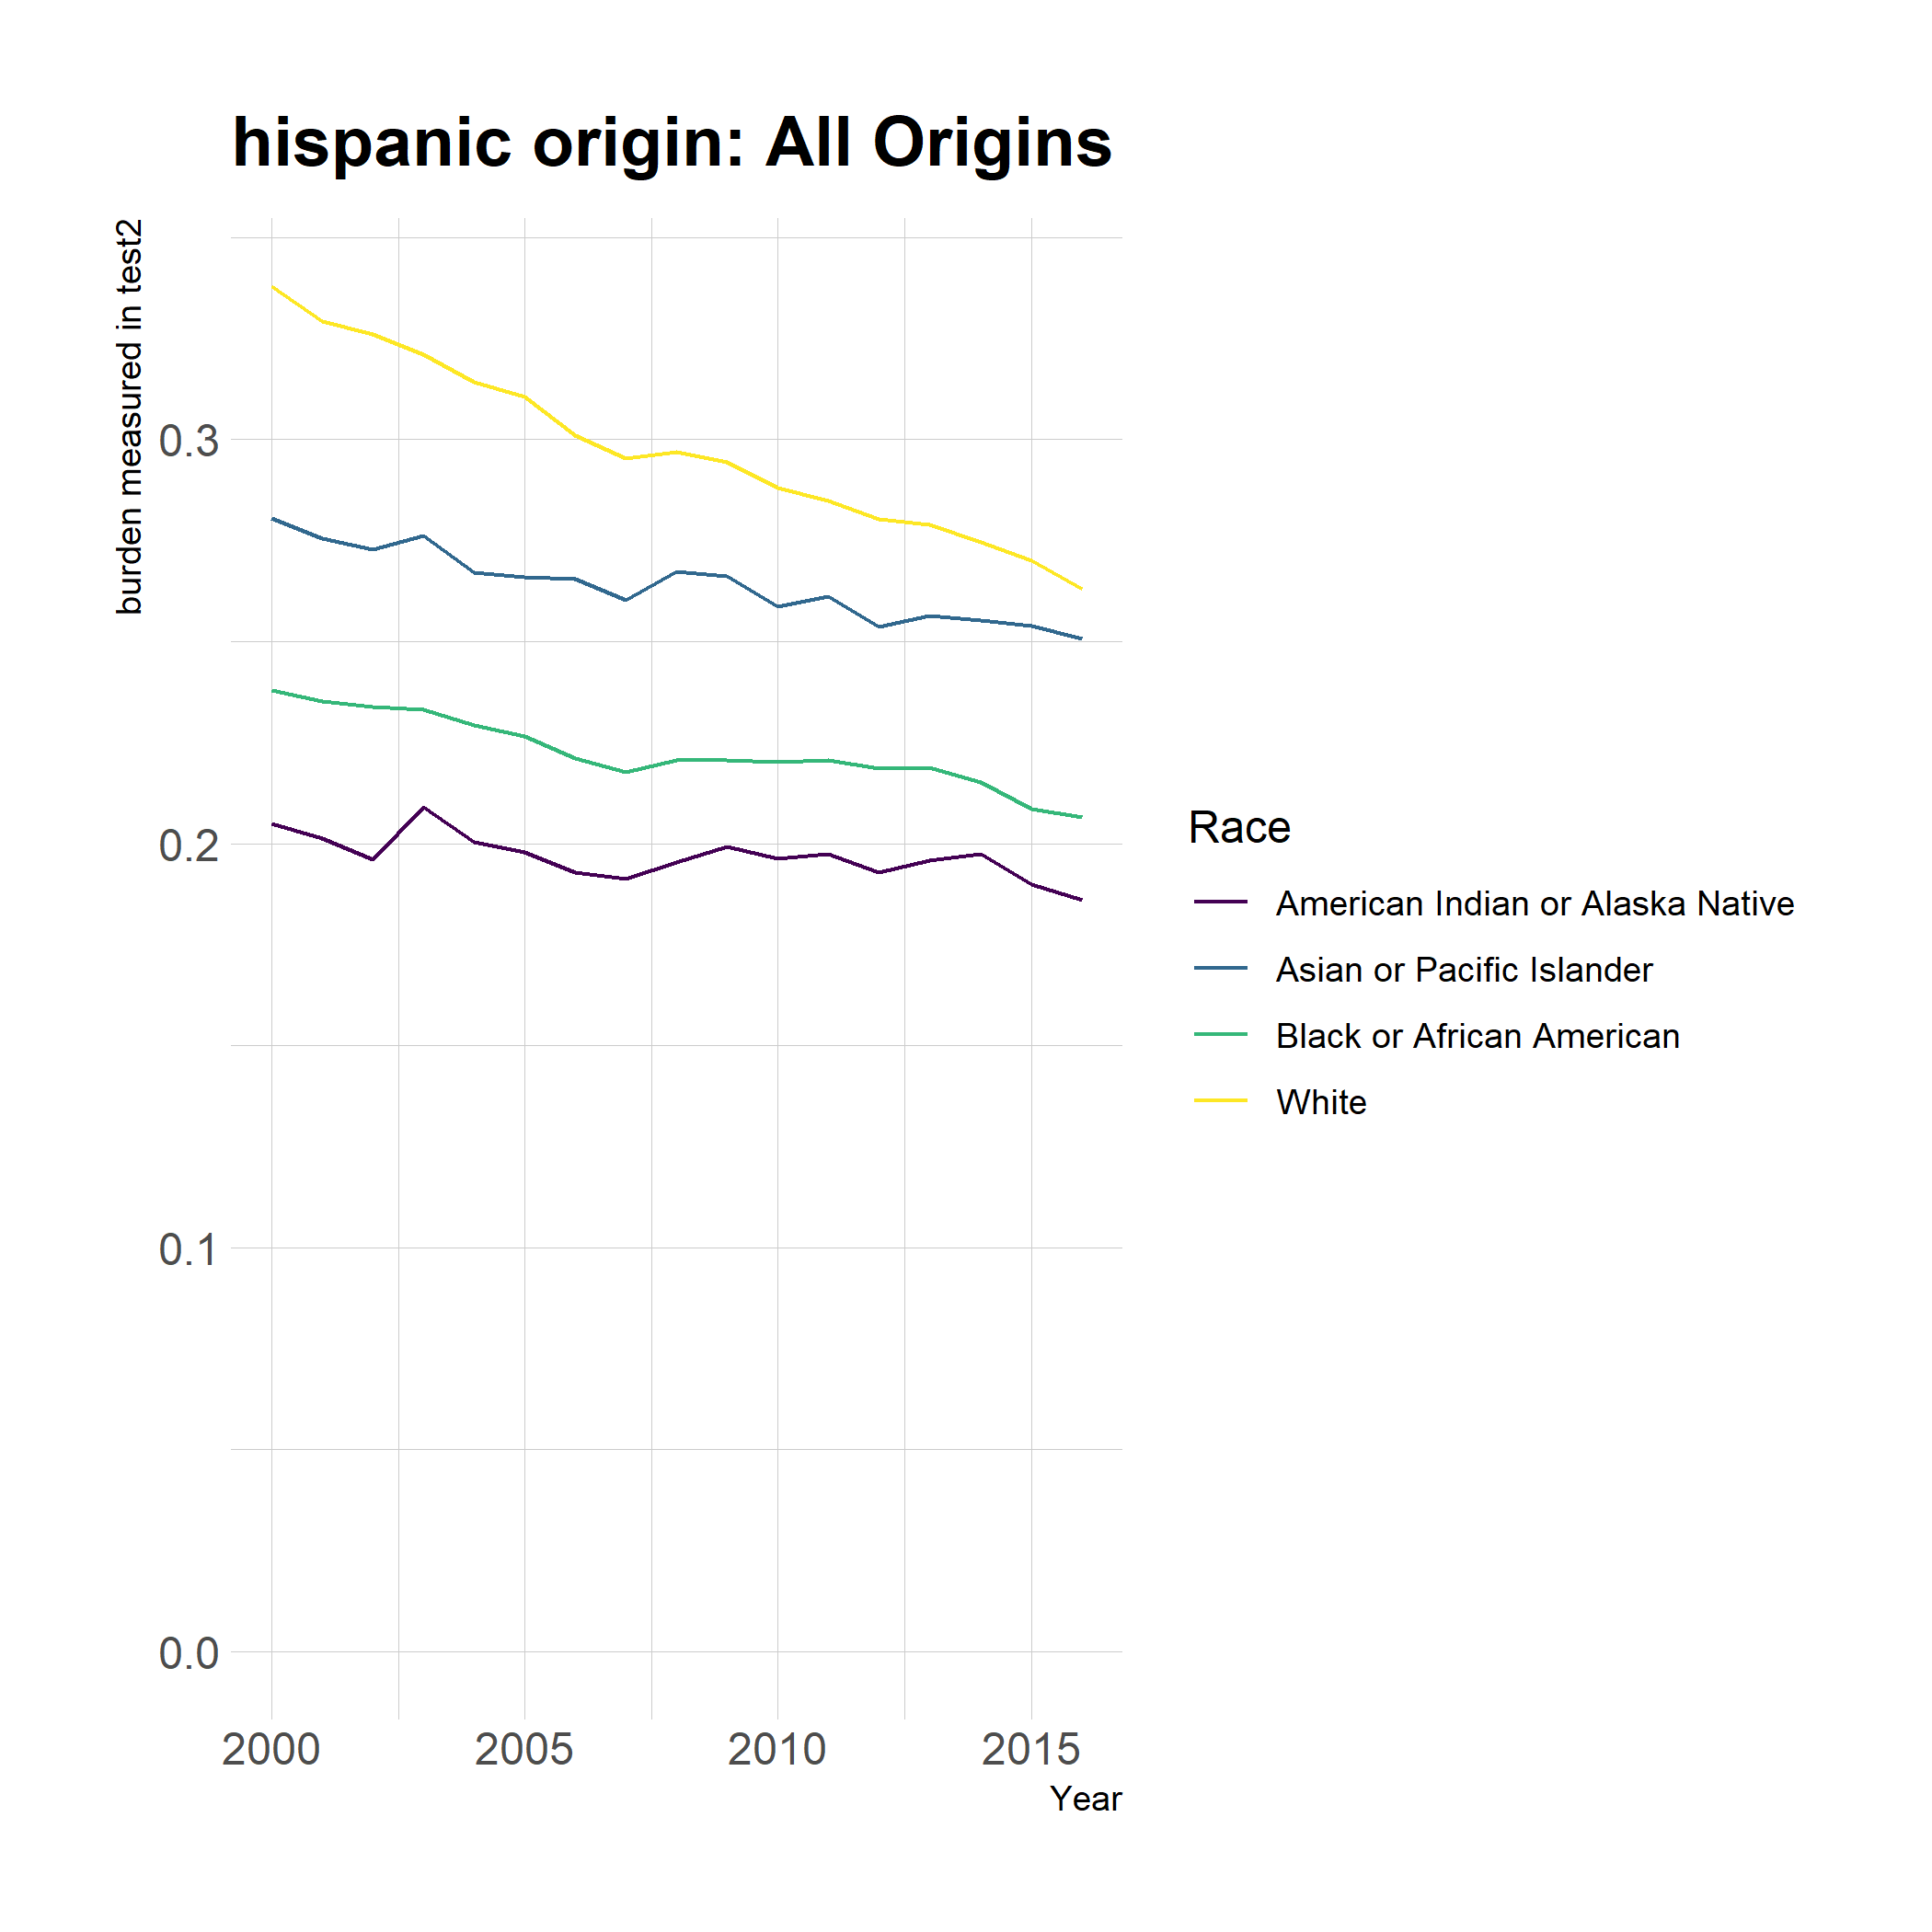 hispanic origin: All Origins
burden measured in test2
0.3
0.2
0.1
0.0
2000 2005 2010 2015
Year
Race
American Indian or Alaska Native
Asian or Pacific Islander
Black or African American
White